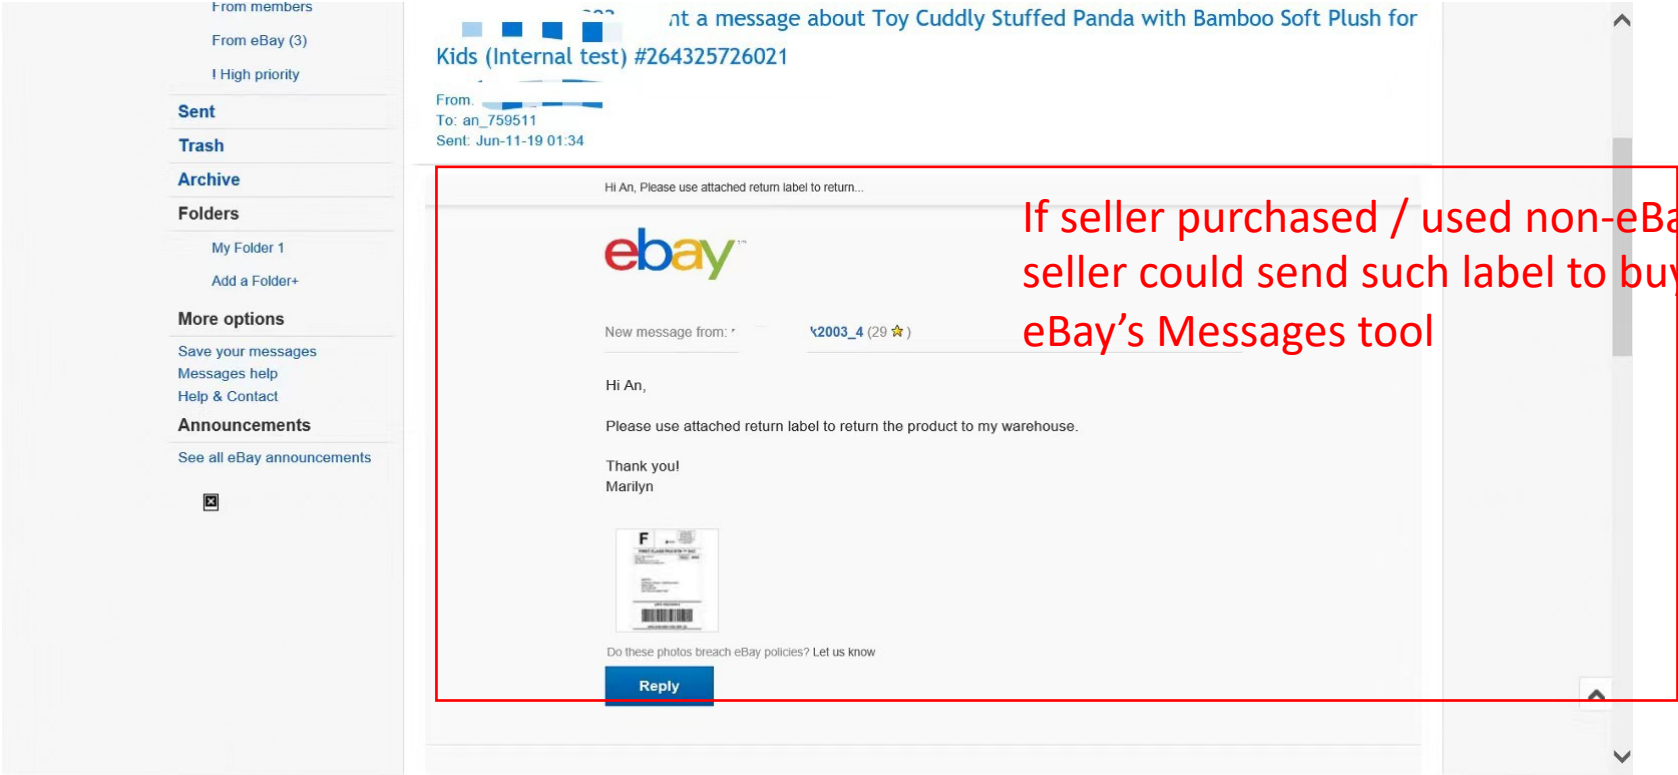 From members
From eBay (3)
! High priority
Sent
Trash
Archive
Folders
My Folder 1
Add a Folder+
More options
Save your messages
Messages help
Help & Contact
Announcements
See all eBay announcements
a message about Toy Cuddly Stuffed Panda with Bamboo Soft Plush for
Kids (Internal test) #264325726021
From:
To: an_759511
Sent: Jun-11-19 01:34
Hi An, Please use attached return label to return...
ebay
New message from:
2003_4 (29 )
Hi An,
Please use attached return label to return the product to my warehouse.
Thank you!
Marilyn
F
Do these photos breach eBay policies? Let us know
Reply
If seller purchased / used non-eBa
seller could send such label to buy
eBay’s Messages tool